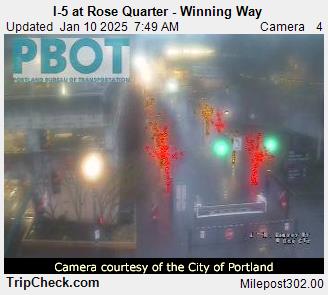 I-5 at Rose Quarter - Winning Way
Updated Jan 10 2025 7:49 AM Camera 4
PBOT
PORTLAND BUREAU OF TRANSPORTATION
Camera courtesy of the City of Portland
TripCheck.com Milepost302.00